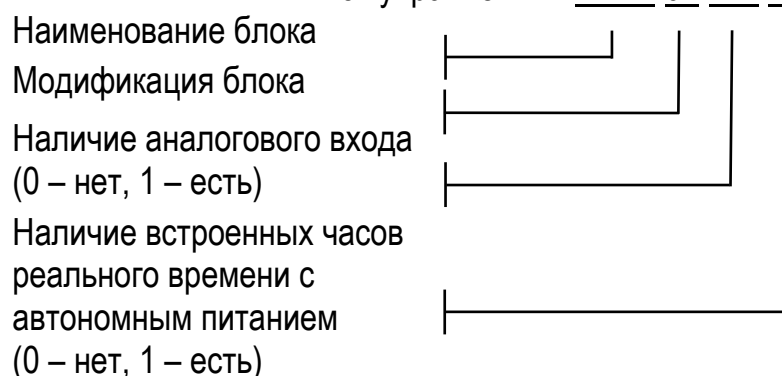 Наименование блока
Модификация блока
Наличие аналогового входа
(0 – нет, 1 – есть)
Наличие встроенных часов
реального времени с
автономным питанием
(0 – нет, 1 – есть)